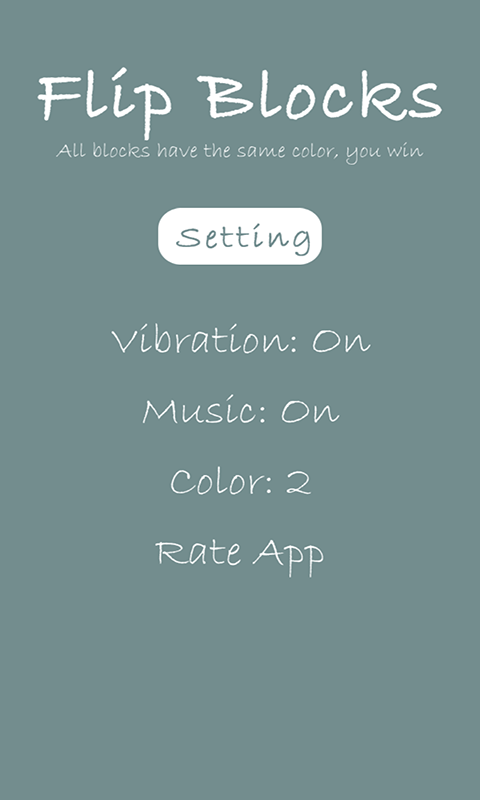 Flip Blocks
All blocks have the same color, you win
Setting
Vibration: On
Music: On
Color: 2
Rate App